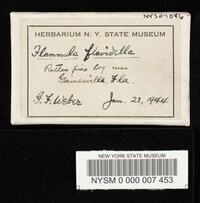 NYSd7086
HERBARIUM N. Y. STATE MUSEUM
Flammula flavidella
Rotten pine log near
Gainesville Fla.
G. F. Weber Jan. 23, 1944
NEW YORK STATE MUSEUM
NYSM 0 000 007 453